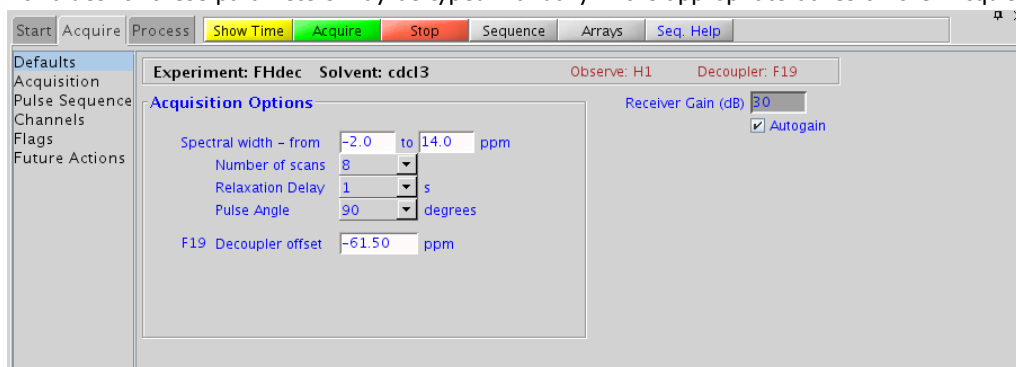 Start Acquire Process Show Time Acquire Stop Sequence Arrays Seq. Help
Defaults
Acquisition
Pulse Sequence
Channels
Flags
Future Actions
Experiment: FHdec Solvent: cdcl3 Observe: H1 Decoupler: F19
Acquisition Options
Receiver Gain (dB) 30
Autogain
Spectral width - from -2.0 to 14.0 ppm
Number of scans 8
Relaxation Delay 1 s
Pulse Angle 90 degrees
F19 Decoupler offset -61.50 ppm